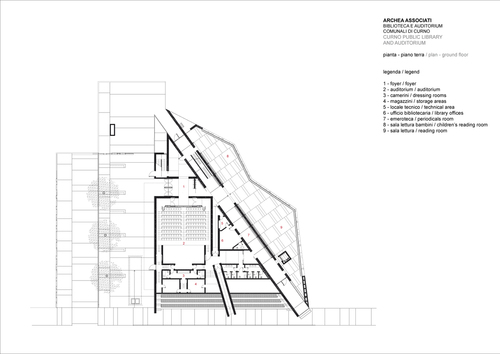 ARCHEA ASSOCIATI
BIBLIOTECA E AUDITORIUM
COMUNALI DI CURNO
CURNO PUBLIC LIBRARY
AND AUDITORIUM
pianta - piano terra / plan - ground floor
legenda / legend
1 - foyer / foyer
2 - auditorium / auditorium
3 - camerini / dressing rooms
4 - magazzini / storage areas
5 - locale tecnico / technical area
6 - ufficio bibliotecaria / library offices
7 - emeroteca / periodicals room
8 - sala lettura bambini / children's reading room
9 - sala lettura / reading room